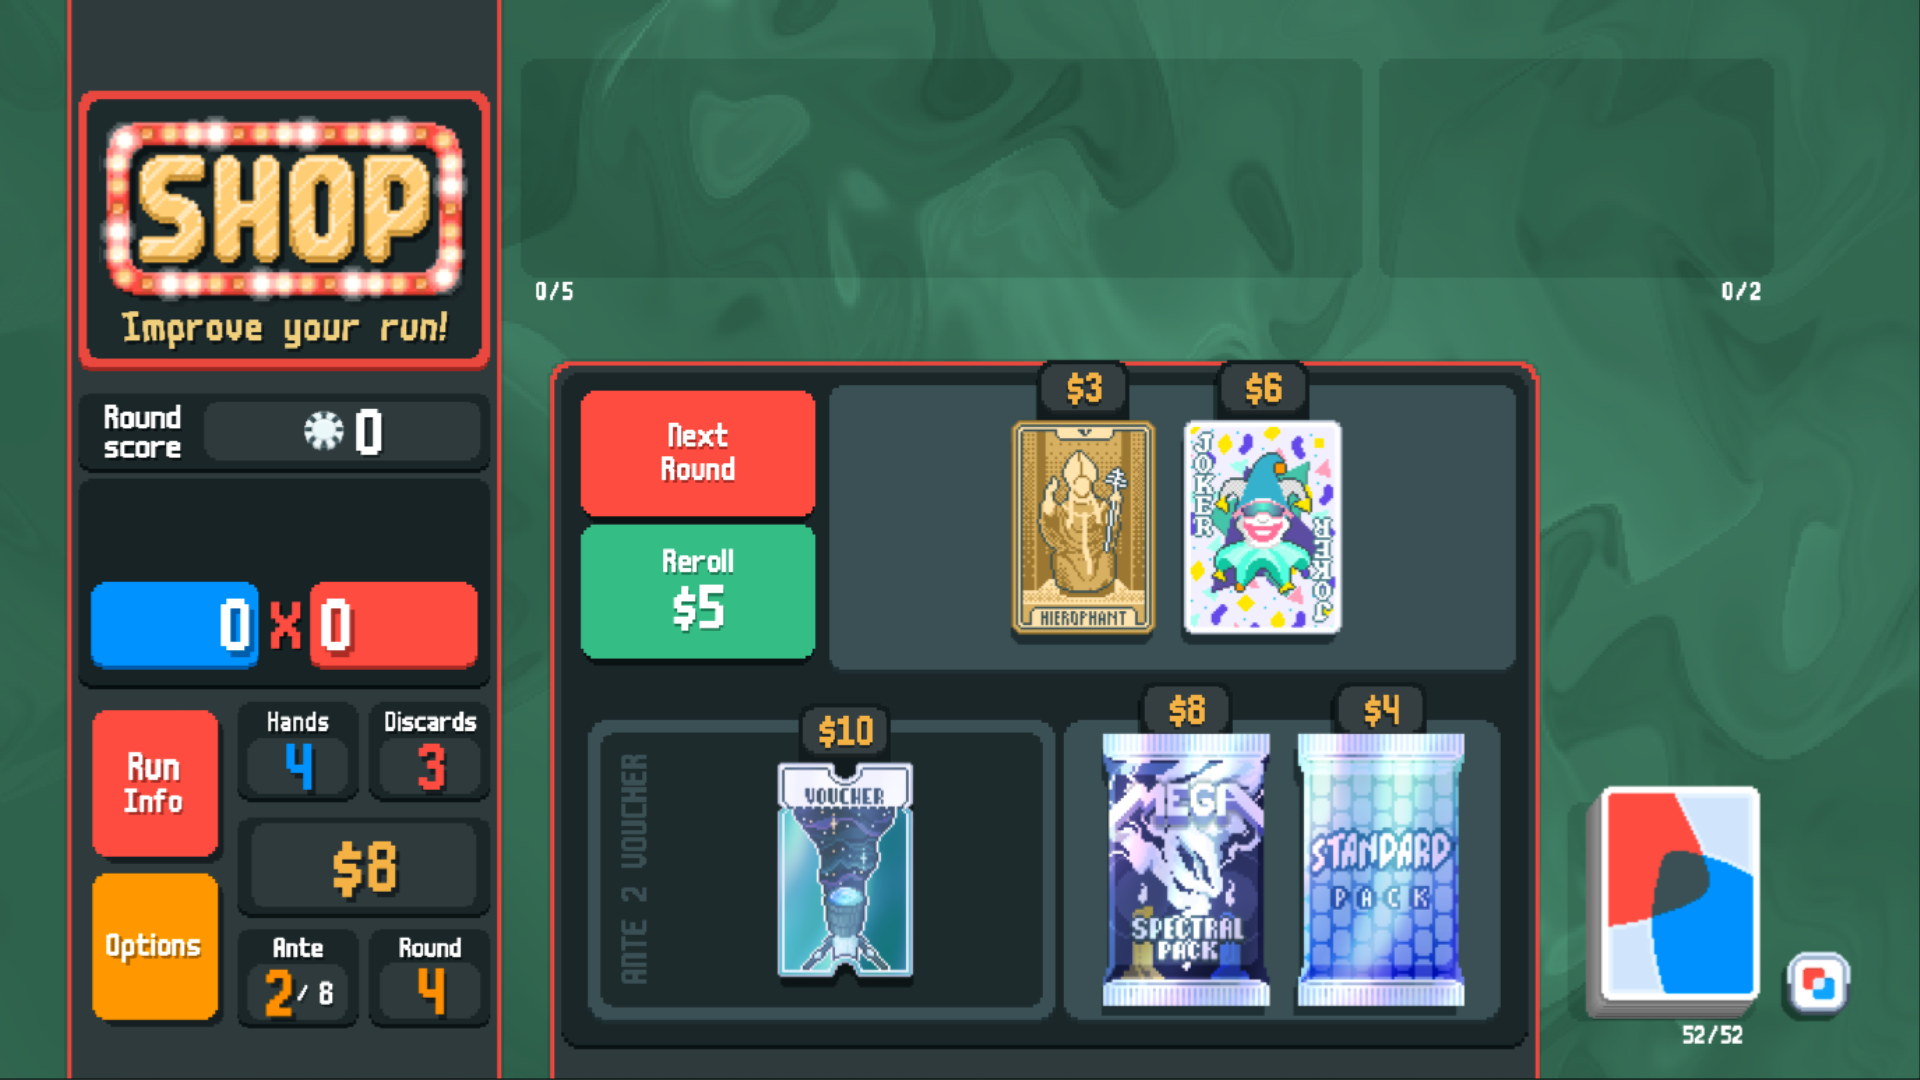 SHOP
Improve your run!
Round
score
0
0 X 0
Run
Info
Hands
4
Discards
3
$8
Options
Ante
2/8
Round
4
0/5
0/2
Next
Round
Reroll
$5
$3
HIEROPHANT
$6
JOKER
JOKER
ANTE 2 VOUCHER
$10
VOUCHER
$8
MEGA
SPECTRAL
PACK
$4
STANDARD
PACK
52/52